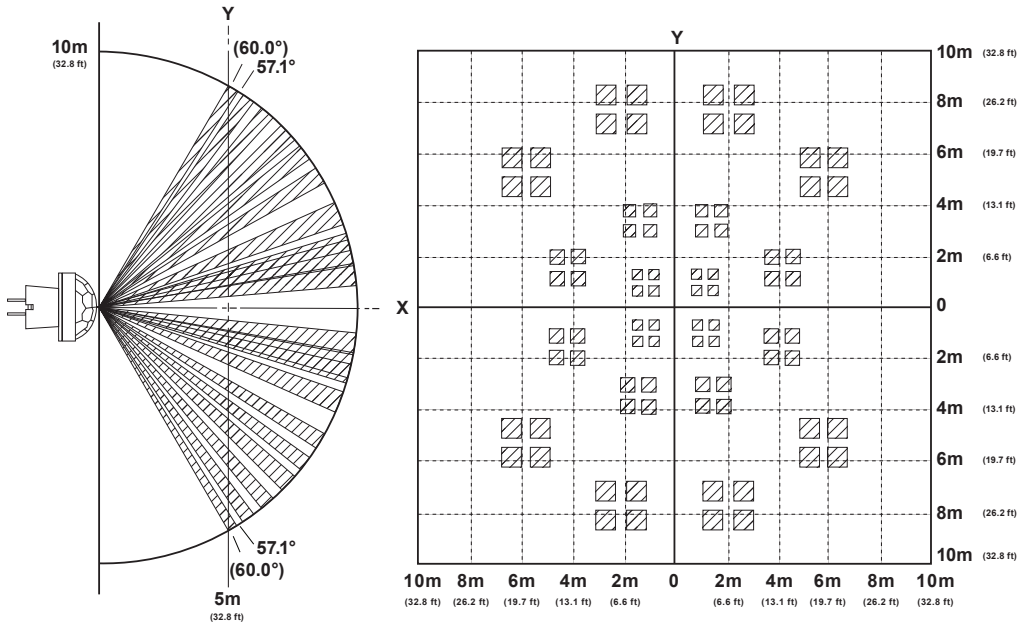 Y
10m
(32.8 ft)
(60.0°)
57.1°
57.1°
(60.0°)
5m
(32.8 ft)
Y
X
10m (32.8 ft)
8m (26.2 ft)
6m (19.7 ft)
4m (13.1 ft)
2m (6.6 ft)
0
2m (6.6 ft)
4m (13.1 ft)
6m (19.7 ft)
8m (26.2 ft)
10m (32.8 ft)
10m 8m 6m 4m 2m 0 2m 4m 6m 8m 10m
(32.8 ft) (26.2 ft) (19.7 ft) (13.1 ft) (6.6 ft) (6.6 ft) (13.1 ft) (19.7 ft) (26.2 ft) (32.8 ft)